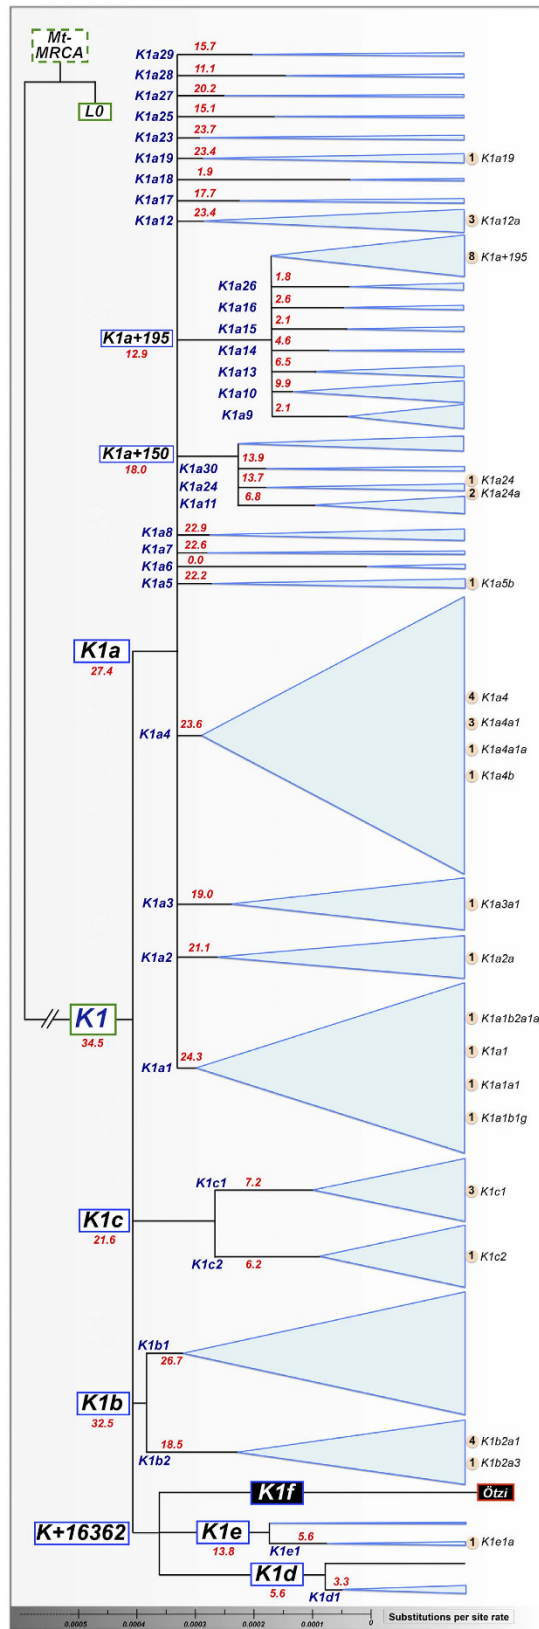 Mt-
MRCA
L0
K1a29 15.7
K1a28 11.1
K1a27 20.2
K1a25 15.1
K1a23 23.7
K1a19 23.4 1 K1a19
K1a18 1.9
K1a17 17.7
K1a12 23.4 3 K1a12a
8 K1a+195
K1a26 1.8
K1a16 2.6
K1a+195 K1a15 2.1
12.9
K1a14 4.6
K1a13 6.5
K1a10 9.9
K1a9 2.1
K1a+150
18.0
K1a30 13.9
K1a24 13.7 1 K1a24
K1a11 6.8 2 K1a24a
K1a8 22.9
K1a7 22.6
K1a6 0.0
K1a5 22.2 1 K1a5b
K1a
27.4
4 K1a4
K1a4 23.6 3 K1a4a1
1 K1a4a1a
1 K1a4b
K1a3 19.0 1 K1a3a1
K1a2 21.1 1 K1a2a
K1
34.5
1 K1a1b2a1a
K1a1 24.3 1 K1a1
1 K1a1a1
1 K1a1b1g
K1c1 7.2 3 K1c1
K1c
21.6
K1c2 6.2 1 K1c2
K1b1
26.7
K1b
32.5
18.5 4 K1b2a1
K1b2 1 K1b2a3
K1f Ötzi
K+16362
K1e 5.6 1 K1e1a
13.8 K1e1
K1d 3.3
5.6 K1d1
0.0005 0.0004 0.0003 0.0002 0.0001 0 Substitutions per site rate